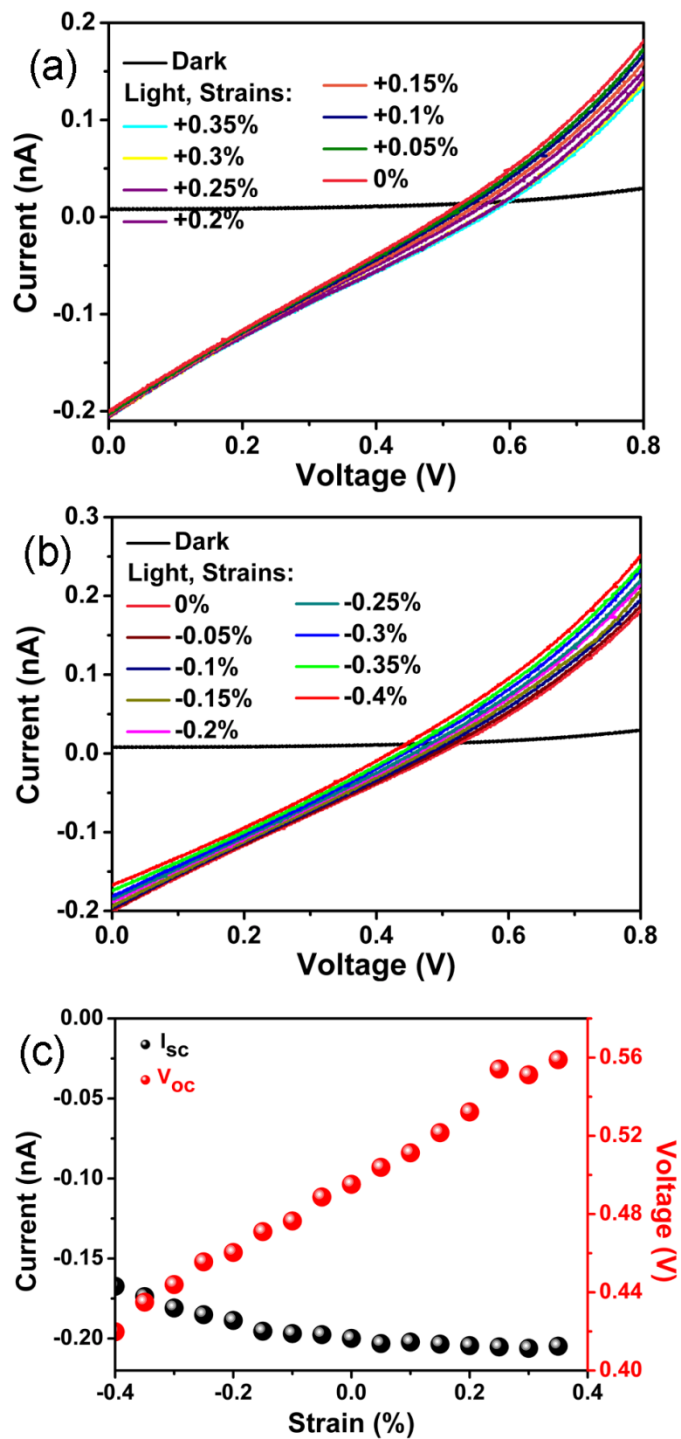 (a)
0.2
0.1
0.0
-0.1
-0.2
Current (nA)
Dark
Light, Strains:
+0.35%
+0.3%
+0.25%
+0.2%
+0.15%
+0.1%
+0.05%
0%
0.0 0.2 0.4 0.6 0.8
Voltage (V)
(b)
0.3
0.2
0.1
0.0
-0.1
-0.2
Current (nA)
Dark
Light, Strains:
0%
-0.05%
-0.1%
-0.15%
-0.2%
-0.25%
-0.3%
-0.35%
-0.4%
0.0 0.2 0.4 0.6 0.8
Voltage (V)
(c)
0.00
-0.05
-0.10
-0.15
-0.20
Current (nA)
Isc
Voc
0.56
0.52
0.48
0.44
0.40
Voltage (V)
-0.4 -0.2 0.0 0.2 0.4
Strain (%)